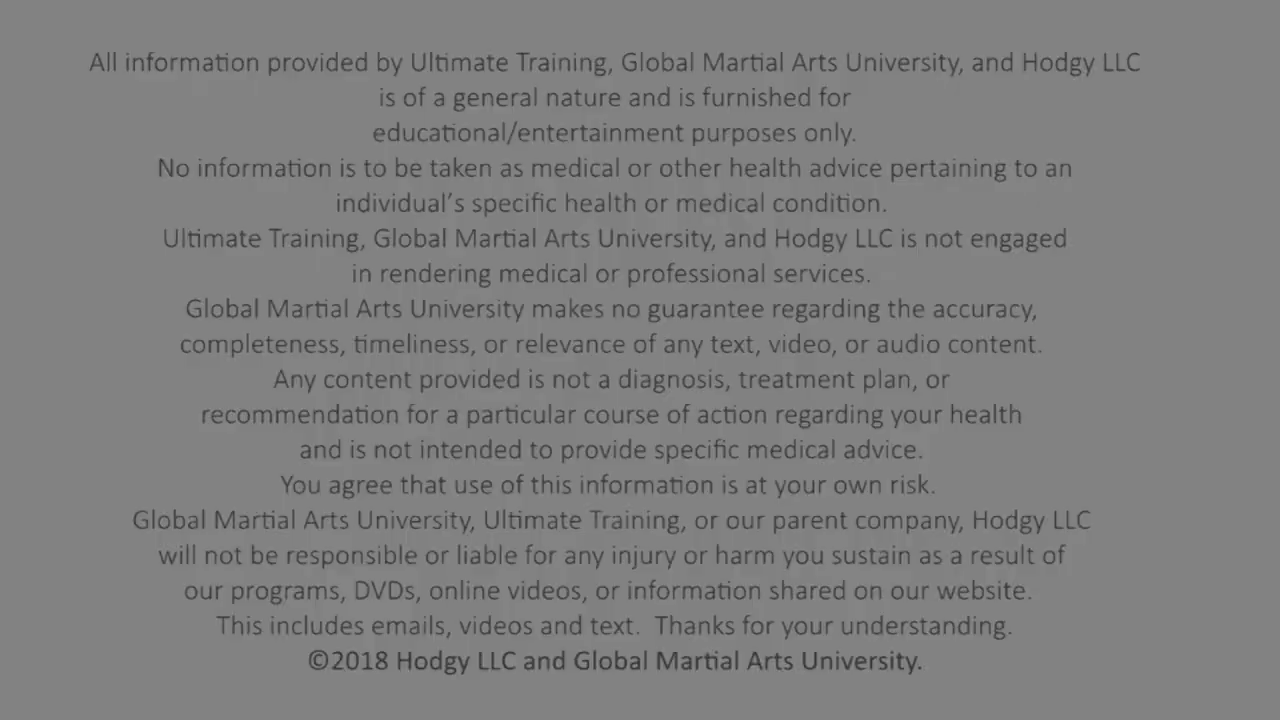 All information provided by Ultimate Training, Global Martial Arts University, and Hodgy LLC
is of a general nature and is furnished for
educational/entertainment purposes only.
No information is to be taken as medical or other health advice pertaining to an
individual’s specific health or medical condition.
Ultimate Training, Global Martial Arts University, and Hodgy LLC is not engaged
in rendering medical or professional services.
Global Martial Arts University makes no guarantee regarding the accuracy,
completeness, timeliness, or relevance of any text, video, or audio content.
Any content provided is not a diagnosis, treatment plan, or
recommendation for a particular course of action regarding your health
and is not intended to provide specific medical advice.
You agree that use of this information is at your own risk.
Global Martial Arts University, Ultimate Training, or our parent company, Hodgy LLC
will not be responsible or liable for any injury or harm you sustain as a result of
our programs, DVDs, online videos, or information shared on our website.
This includes emails, videos and text.  Thanks for your understanding.
©2018 Hodgy LLC and Global Martial Arts University.